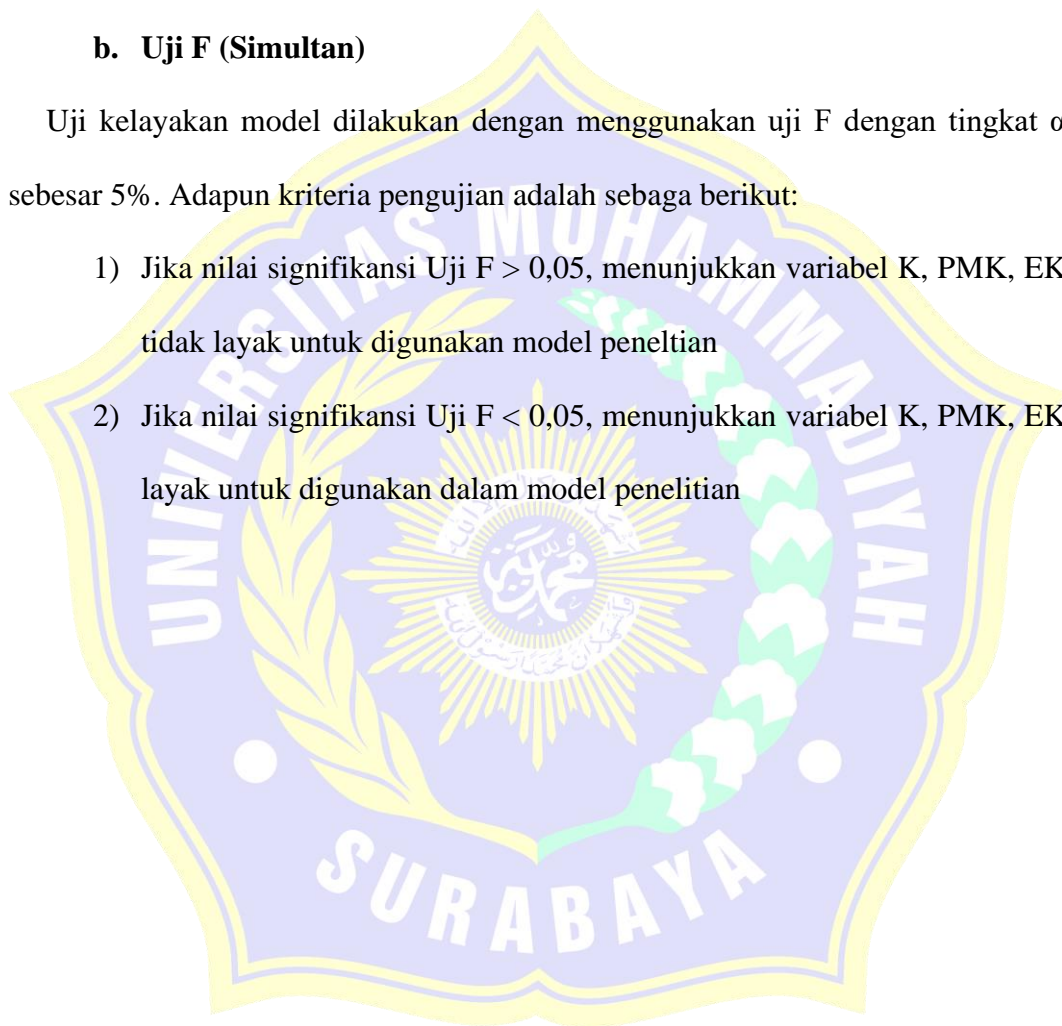 b. Uji F (Simultan)
Uji kelayakan model dilakukan dengan menggunakan uji F dengan tingkat α
sebesar 5%. Adapun kriteria pengujian adalah sebaga berikut:
1) Jika nilai signifikansi Uji F > 0,05, menunjukkan variabel K, PMK, EK
tidak layak untuk digunakan model peneltian
2) Jika nilai signifikansi Uji F < 0,05, menunjukkan variabel K, PMK, EK
layak untuk digunakan dalam model penelitian
UNIVERSITAS MUHAMMADIYAH
محمد
SURABAYA